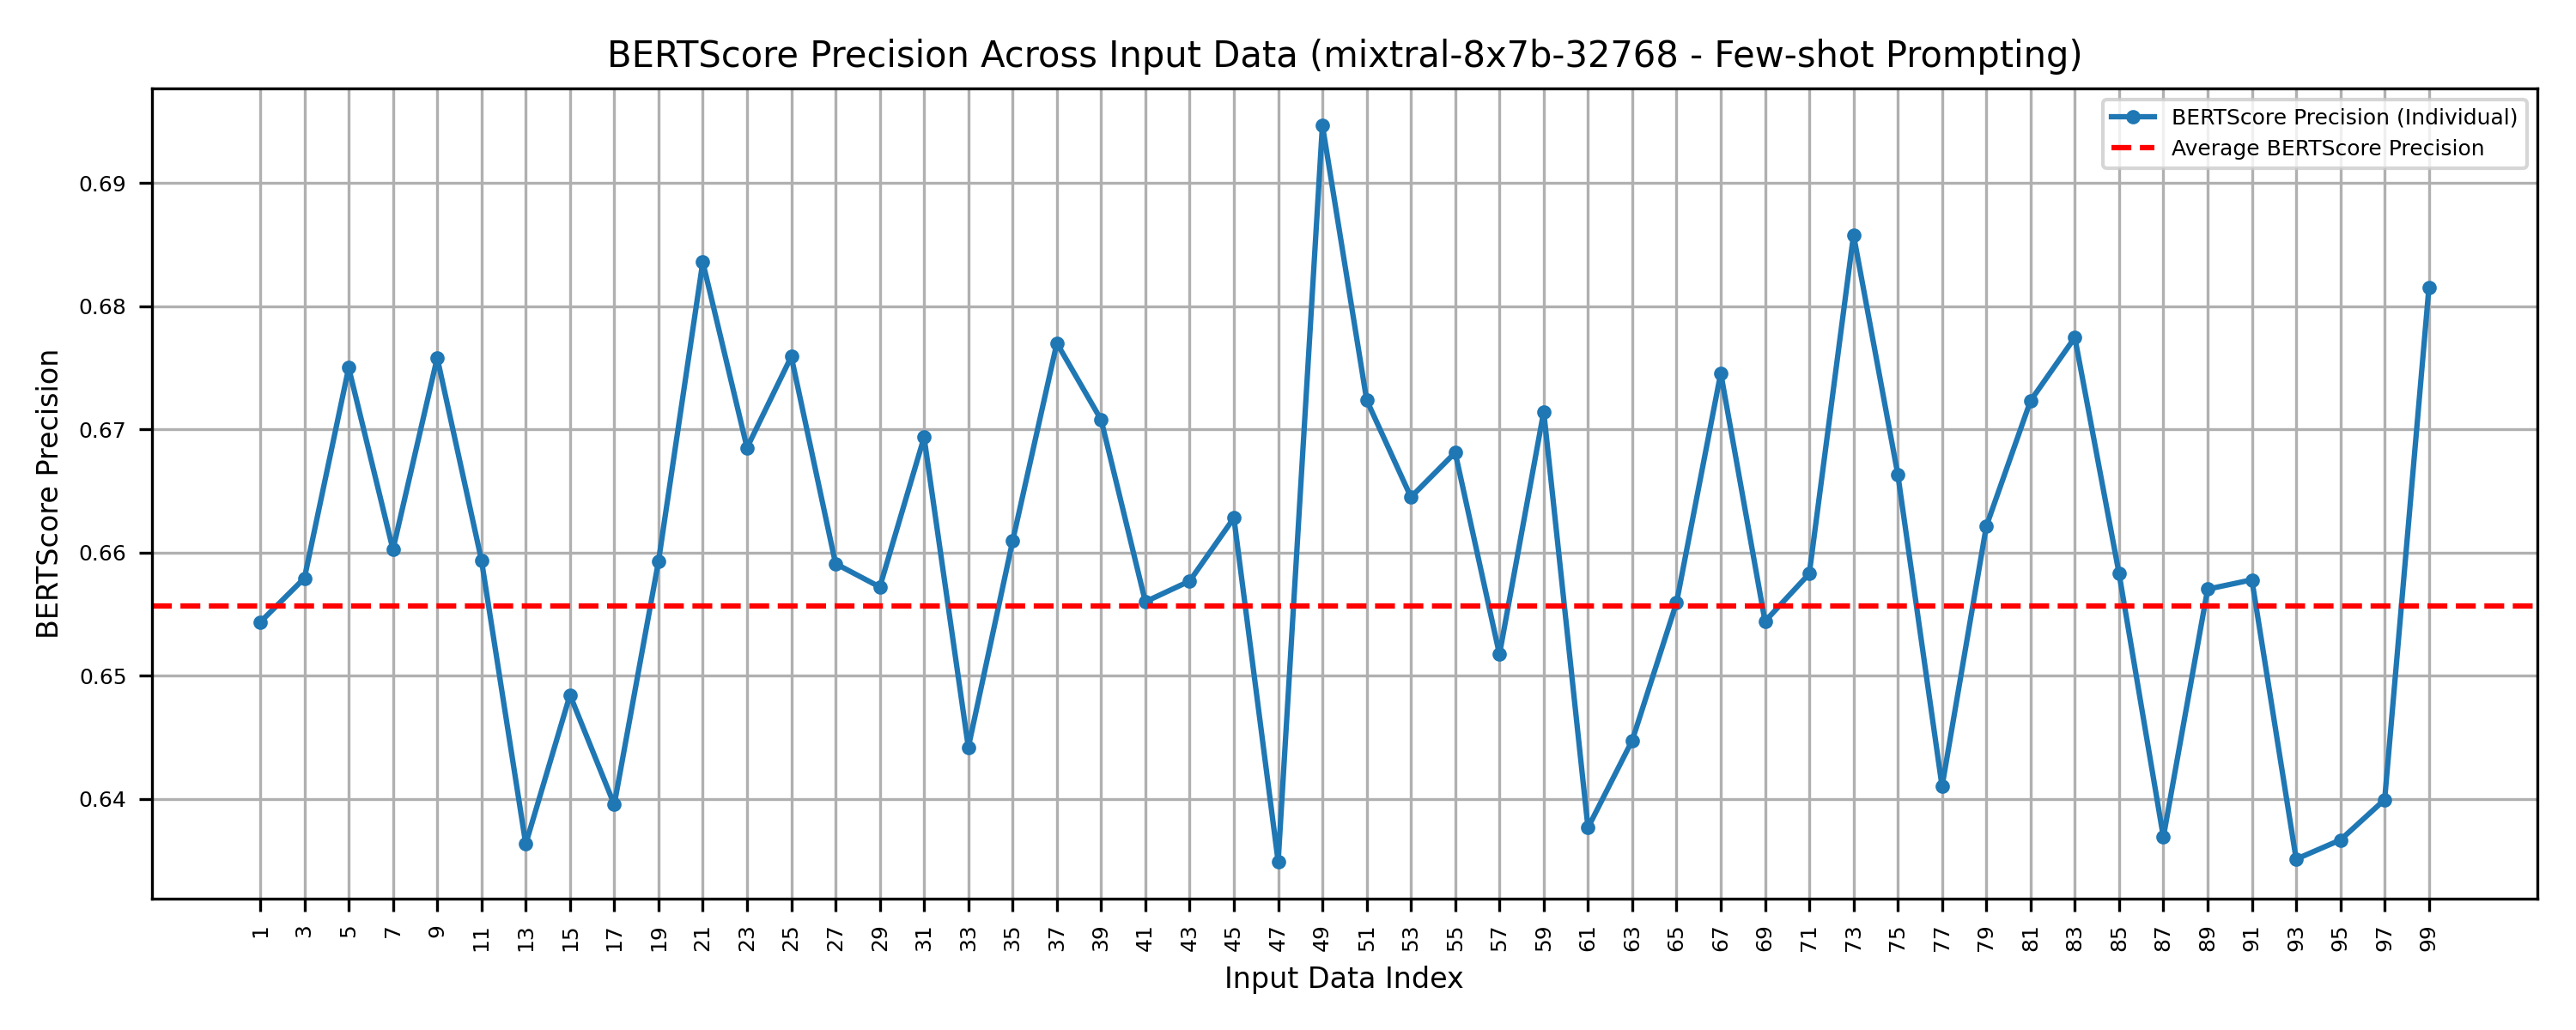 BERTScore Precision Across Input Data (mixtral-8x7b-32768 - Few-shot Prompting)
BERTScore Precision (Individual)
Average BERTScore Precision
BERTScore Precision
0.69
0.68
0.67
0.66
0.65
0.64
1 3 5 7 9 11 13 15 17 19 21 23 25 27 29 31 33 35 37 39 41 43 45 47 49 51 53 55 57 59 61 63 65 67 69 71 73 75 77 79 81 83 85 87 89 91 93 95 97 99
Input Data Index